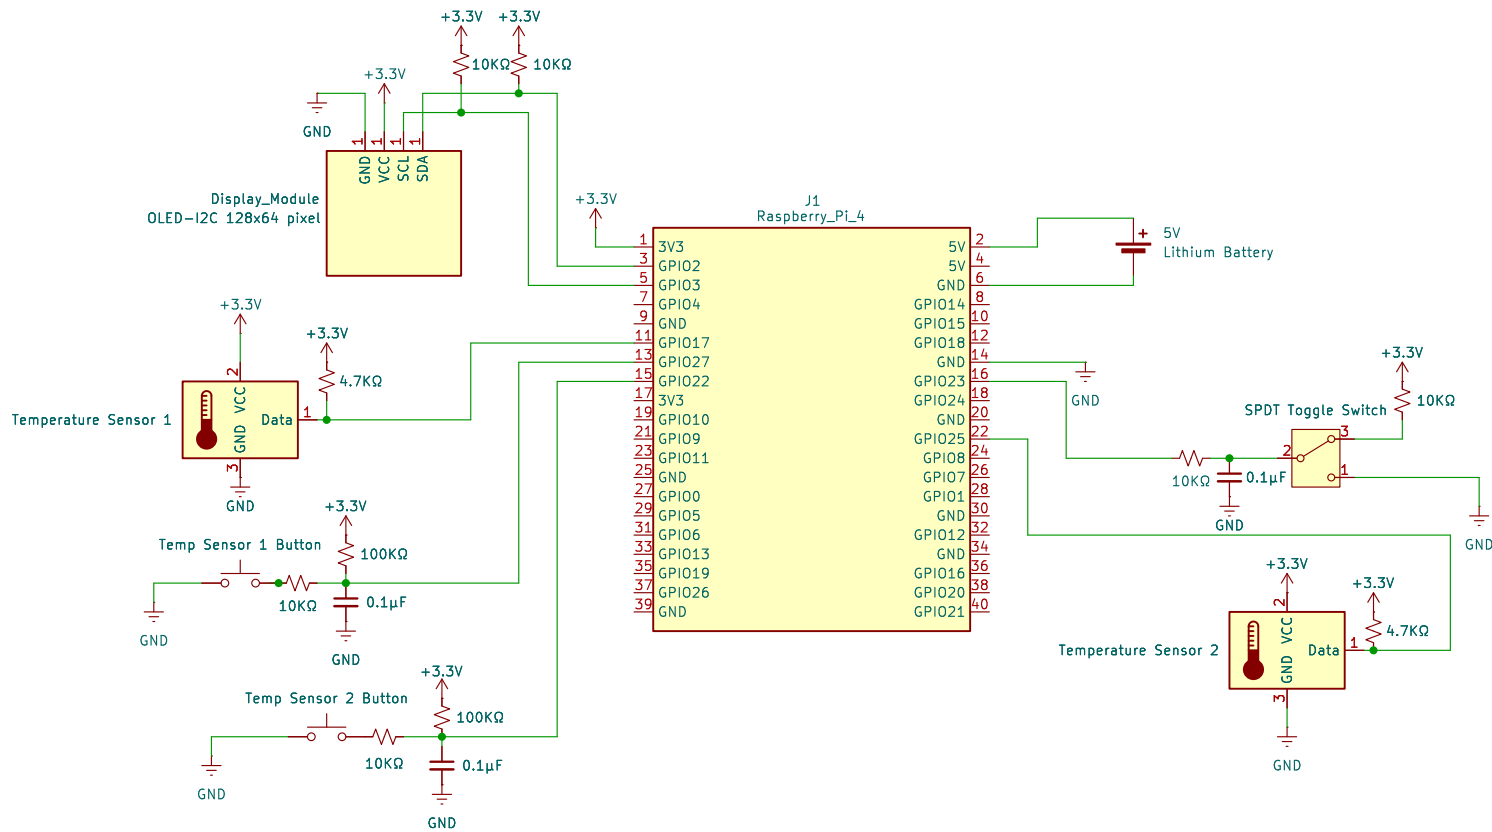 +3.3V
+3.3V
10KΩ
10KΩ
+3.3V
GND
1
1
1
1
GND
VCC
SCL
SDA
Display_Module
OLED-I2C 128x64 pixel
+3.3V
J1
Raspberry_Pi_4
1 3V3
3 GPIO2
5 GPIO3
7 GPIO4
9 GND
11 GPIO17
13 GPIO27
15 GPIO22
17 3V3
19 GPIO10
21 GPIO9
23 GPIO11
25 GND
27 GPIO0
29 GPIO5
31 GPIO6
33 GPIO13
35 GPIO19
37 GPIO26
39 GND
5V 2
5V 4
GND 6
GPIO14 8
GPIO15 10
GPIO18 12
GND 14
GPIO23 16
GPIO24 18
GND 20
GPIO25 22
GPIO8 24
GPIO7 26
GPIO1 28
GND 30
GPIO12 32
GND 34
GPIO16 36
GPIO20 38
GPIO21 40
+
5V
Lithium Battery
GND
+3.3V
+3.3V
4.7KΩ
2
VCC
Temperature Sensor 1
Data
1
GND
3
GND
+3.3V
Temp Sensor 1 Button
100KΩ
10KΩ
0.1µF
GND
GND
+3.3V
Temp Sensor 2 Button
100KΩ
10KΩ
0.1µF
GND
GND
+3.3V
10KΩ
SPDT Toggle Switch
3
2
1
10KΩ
0.1µF
GND
GND
+3.3V
+3.3V
2
VCC
4.7KΩ
Temperature Sensor 2
Data
1
GND
3
GND